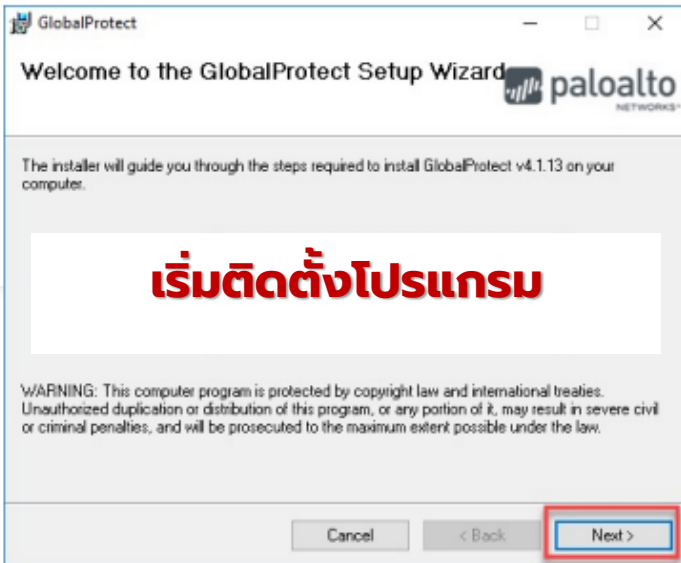 GlobalProtect
Welcome to the GlobalProtect Setup Wizard
paloalto
NETWORKS
The installer will guide you through the steps required to install GlobalProtect v4.1.13 on your
computer.
เริ่มติดตั้งโปรแกรม
WARNING: This computer program is protected by copyright law and international treaties.
Unauthorized duplication or distribution of this program, or any portion of it, may result in severe civil
or criminal penalties, and will be prosecuted to the maximum extent possible under the law.
Cancel < Back Next >